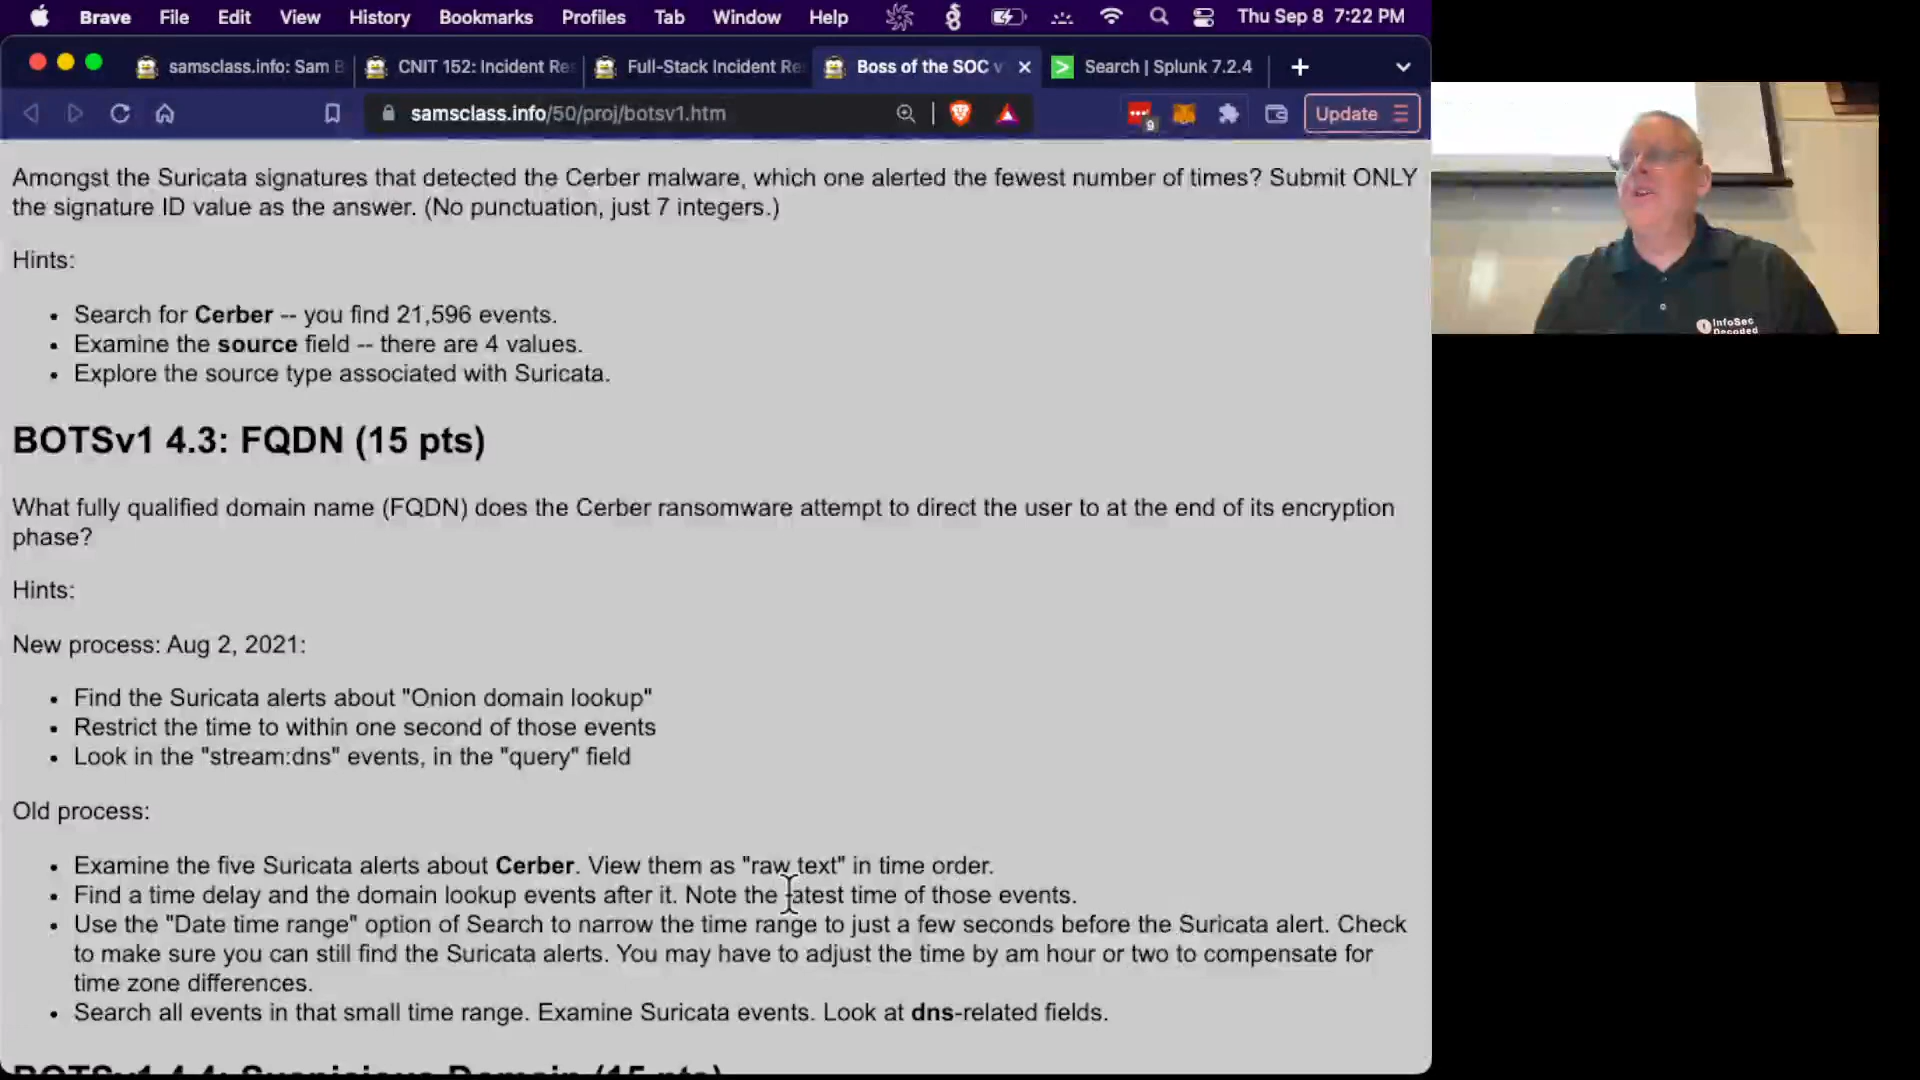 Brave File Edit View History Bookmarks Profiles Tab Window Help Thu Sep 8 7:22 PM
samsclass.info: Sam B CNIT 152: Incident Re Full-Stack Incident Re Boss of the SOC v Search | Splunk 7.2.4
samsclass.info/50/proj/botsv1.htm 9 Update
Amongst the Suricata signatures that detected the Cerber malware, which one alerted the fewest number of times? Submit ONLY
the signature ID value as the answer. (No punctuation, just 7 integers.)
Hints:
• Search for Cerber -- you find 21,596 events.
• Examine the source field -- there are 4 values.
• Explore the source type associated with Suricata.
BOTSv1 4.3: FQDN (15 pts)
What fully qualified domain name (FQDN) does the Cerber ransomware attempt to direct the user to at the end of its encryption
phase?
Hints:
New process: Aug 2, 2021:
• Find the Suricata alerts about "Onion domain lookup"
• Restrict the time to within one second of those events
• Look in the "stream:dns" events, in the "query" field
Old process:
• Examine the five Suricata alerts about Cerber. View them as "raw text" in time order.
• Find a time delay and the domain lookup events after it. Note the latest time of those events.
• Use the "Date time range" option of Search to narrow the time range to just a few seconds before the Suricata alert. Check
to make sure you can still find the Suricata alerts. You may have to adjust the time by am hour or two to compensate for
time zone differences.
• Search all events in that small time range. Examine Suricata events. Look at dns-related fields.
BOTSv1 4.4: Suspicious Domain (15 pts)
InfoSec
Decoded